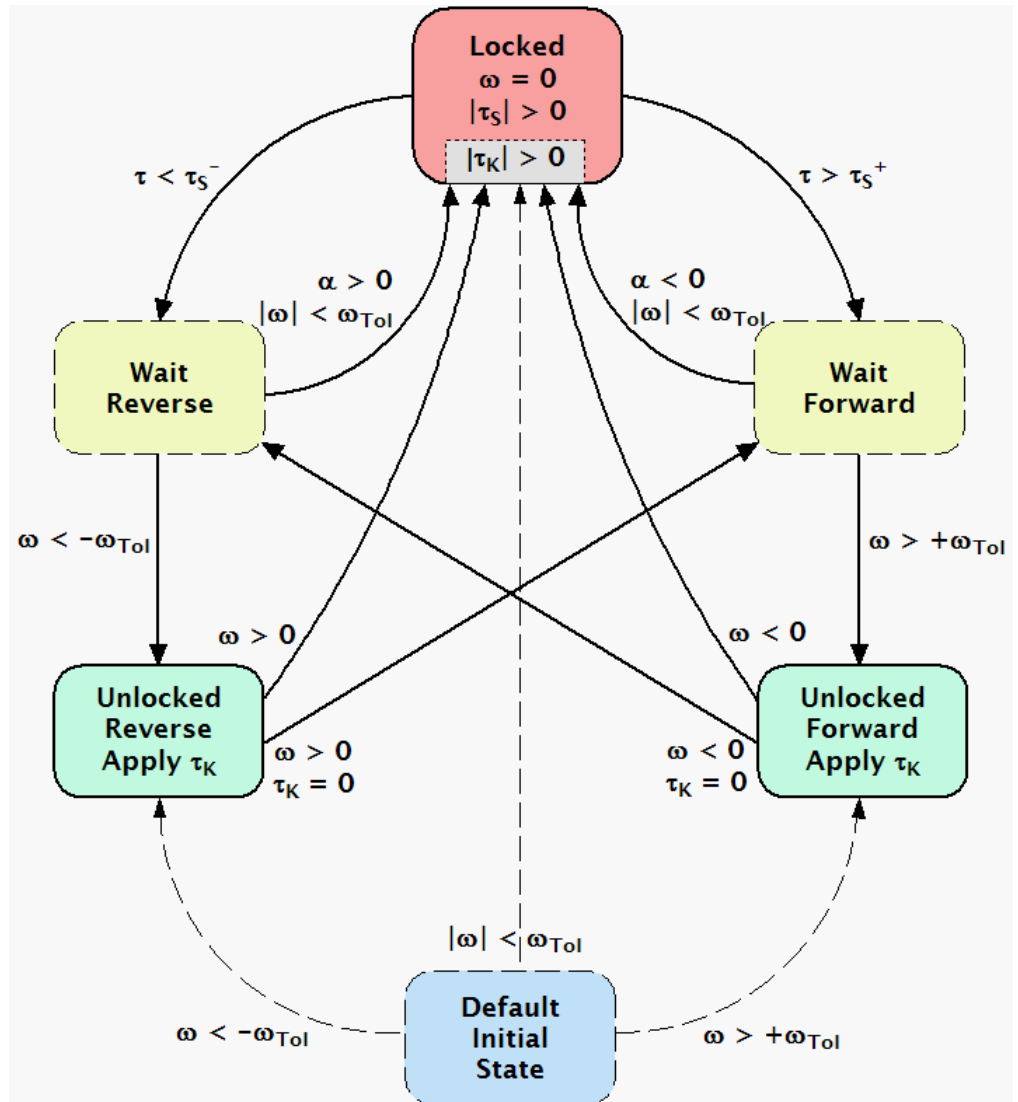 Locked
ω = 0
|τS| > 0
|τK| > 0
τ < τS⁻
τ > τS⁺
α > 0
|ω| < ωTol
α < 0
|ω| < ωTol
Wait
Reverse
Wait
Forward
ω < -ωTol
ω > +ωTol
ω > 0
ω < 0
Unlocked
Reverse
Apply τK
Unlocked
Forward
Apply τK
ω > 0
τK = 0
ω < 0
τK = 0
|ω| < ωTol
Default
Initial
State
ω < -ωTol
ω > +ωTol